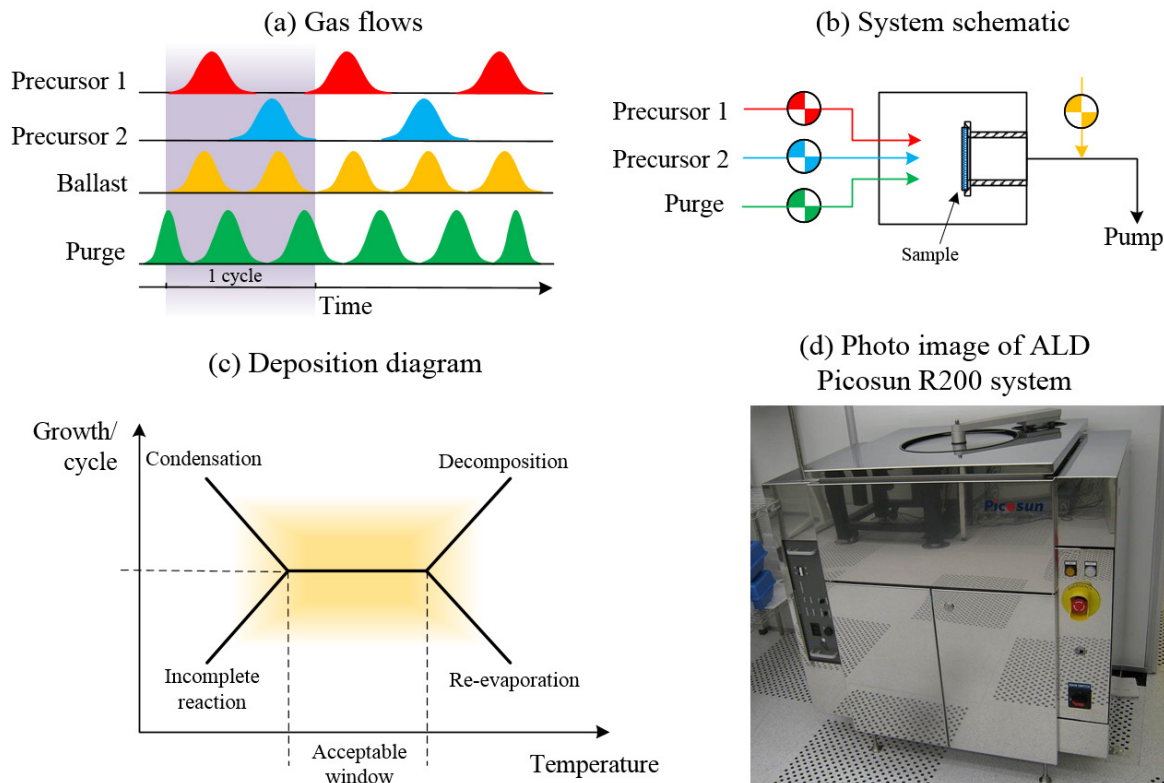 (a) Gas flows
Precursor 1
Precursor 2
Ballast
Purge
1 cycle
Time
(b) System schematic
Precursor 1
Precursor 2
Purge
Sample
Pump
(c) Deposition diagram
Growth/
cycle
Condensation
Decomposition
Incomplete
reaction
Re-evaporation
Acceptable
window
Temperature
(d) Photo image of ALD
Picosun R200 system
Picosun